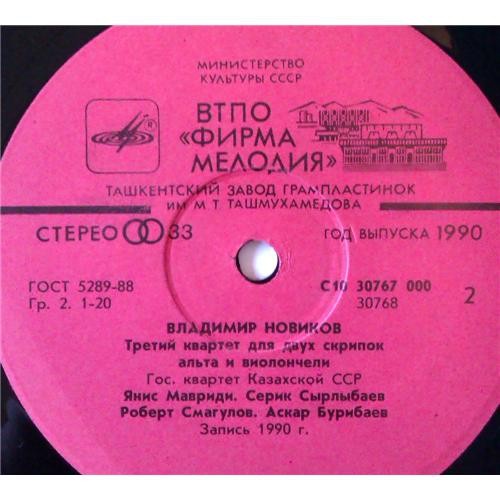 МИНИСТЕРСТВО
КУЛЬТУРЫ СССР
ВТПО
«ФИРМА
МЕЛОДИЯ»
ТАШКЕНТСКИЙ ЗАВОД ГРАМПЛАСТИНОК
ИМ М Т ТАШМУХАМЕДОВА
СТЕРЕО 33
ГОД ВЫПУСКА 1990
ГОСТ 5289-88
Гр. 2. 1-20
С10 30767 000
30768
2
ВЛАДИМИР НОВИКОВ
Третий квартет для двух скрипок
альта и виолончели
Гос. квартет Казахской ССР
Янис Мавриди. Серик Сырлыбаев
Роберт Смагулов. Аскар Бурибаев
Запись 1990 г.